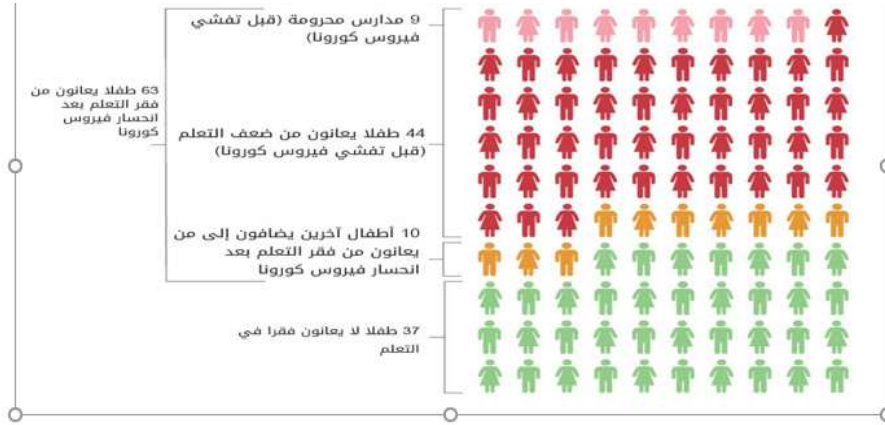 9 مدارس محرومة (قبل تفشي
فيروس كورونا)
63 طفلا يعانون من
فقر التعلم بعد
انحسار فيروس
كورونا
44 طفلا يعانون من ضعف التعلم
(قبل تفشي فيروس كورونا)
10 أطفال آخرين يضافون إلى من
يعانون من فقر التعلم بعد
انحسار فيروس كورونا
37 طفلا لا يعانون فقرا في
التعلم